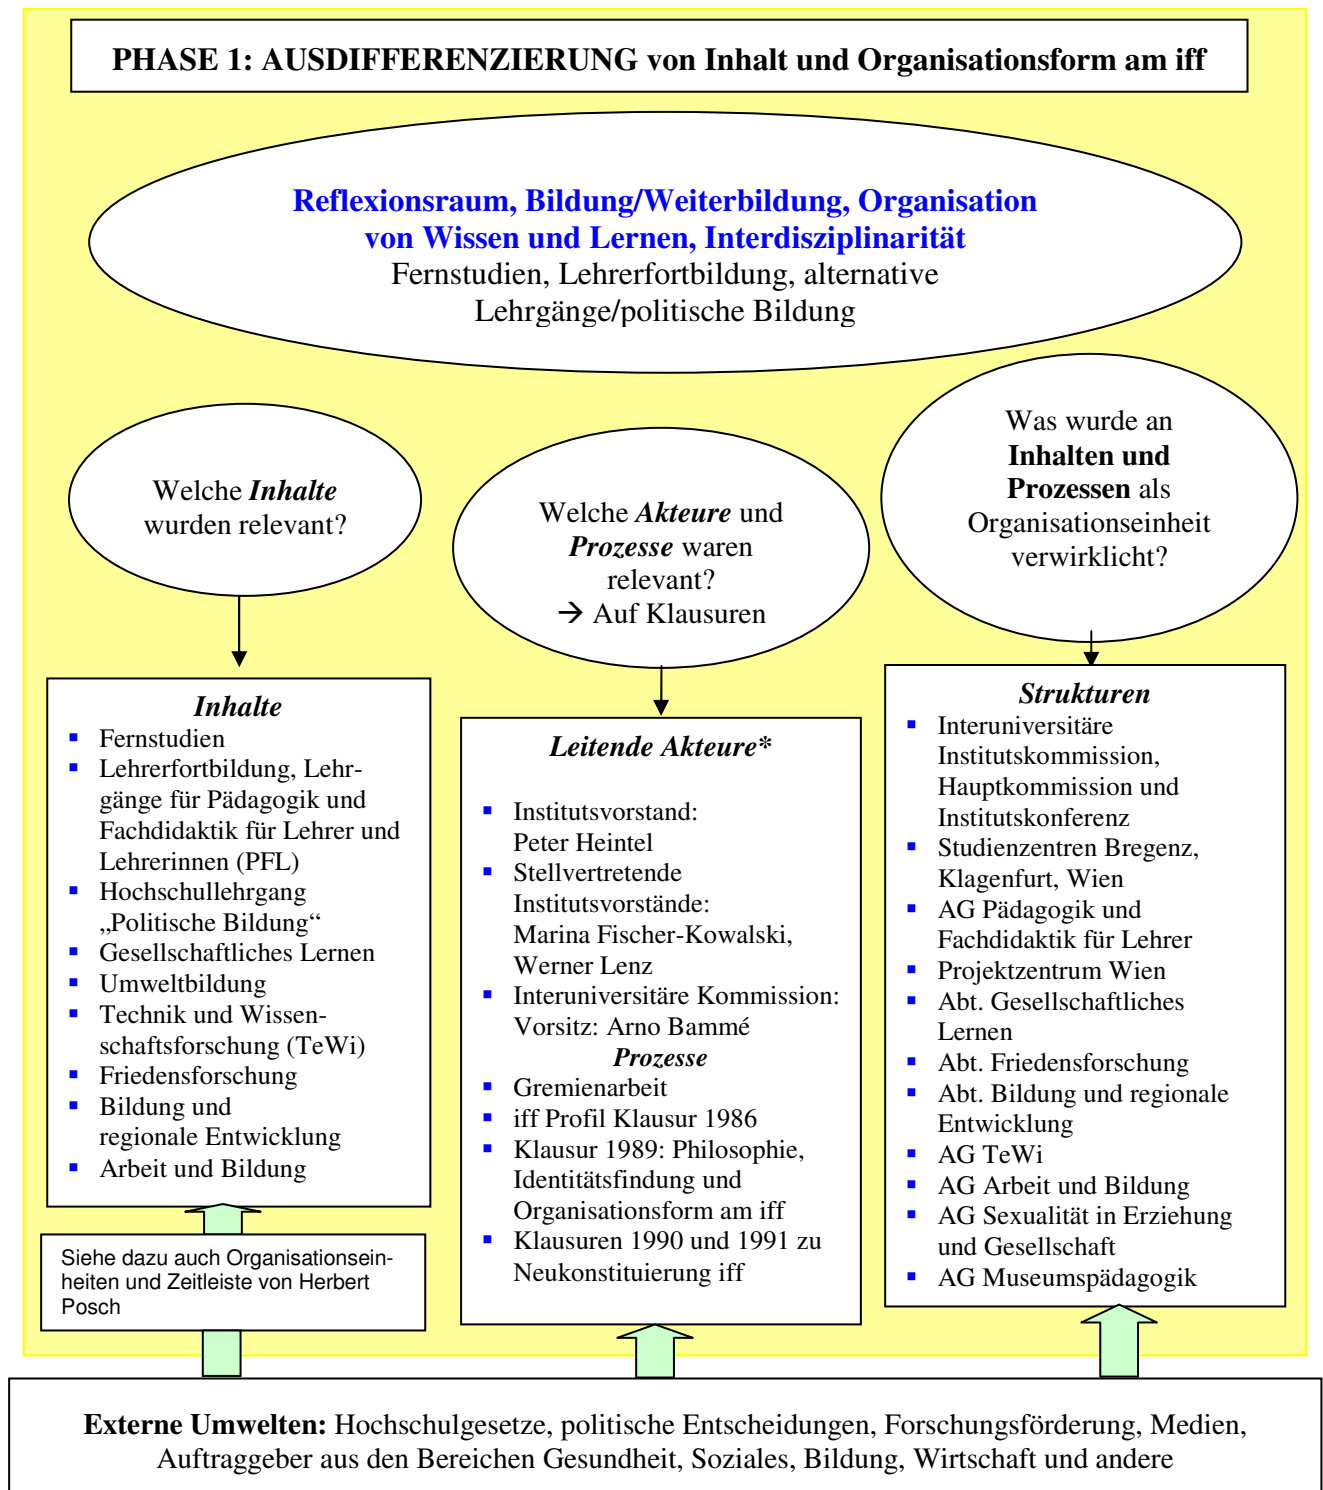 PHASE 1: AUSDIFFERENZIERUNG von Inhalt und Organisationsform am iff
Reflexionsraum, Bildung/Weiterbildung, Organisation
von Wissen und Lernen, Interdisziplinarität
Fernstudien, Lehrerfortbildung, alternative
Lehrgänge/politische Bildung
Welche Inhalte
wurden relevant?
Welche Akteure und
Prozesse waren
relevant?
→ Auf Klausuren
Was wurde an
Inhalten und
Prozessen als
Organisationseinheit
verwirklicht?
Inhalte
▪ Fernstudien
▪ Lehrerfortbildung, Lehr-
gänge für Pädagogik und
Fachdidaktik für Lehrer und
Lehrerinnen (PFL)
▪ Hochschullehrgang
„Politische Bildung“
▪ Gesellschaftliches Lernen
▪ Umweltbildung
▪ Technik und Wissen-
schaftsforschung (TeWi)
▪ Friedensforschung
▪ Bildung und
regionale Entwicklung
▪ Arbeit und Bildung
Siehe dazu auch Organisationsein-
heiten und Zeitleiste von Herbert
Posch
Leitende Akteure*
▪ Institutsvorstand:
Peter Heintel
▪ Stellvertretende
Institutsvorstände:
Marina Fischer-Kowalski,
Werner Lenz
▪ Interuniversitäre Kommission:
Vorsitz: Arno Bammé
Prozesse
▪ Gremienarbeit
▪ iff Profil Klausur 1986
▪ Klausur 1989: Philosophie,
Identitätsfindung und
Organisationsform am iff
▪ Klausuren 1990 und 1991 zu
Neukonstituierung iff
Strukturen
▪ Interuniversitäre
Institutskommission,
Hauptkommission und
Institutskonferenz
▪ Studienzentren Bregenz,
Klagenfurt, Wien
▪ AG Pädagogik und
Fachdidaktik für Lehrer
▪ Projektzentrum Wien
▪ Abt. Gesellschaftliches
Lernen
▪ Abt. Friedensforschung
▪ Abt. Bildung und regionale
Entwicklung
▪ AG TeWi
▪ AG Arbeit und Bildung
▪ AG Sexualität in Erziehung
und Gesellschaft
▪ AG Museumspädagogik
Externe Umwelten: Hochschulgesetze, politische Entscheidungen, Forschungsförderung, Medien,
Auftraggeber aus den Bereichen Gesundheit, Soziales, Bildung, Wirtschaft und andere